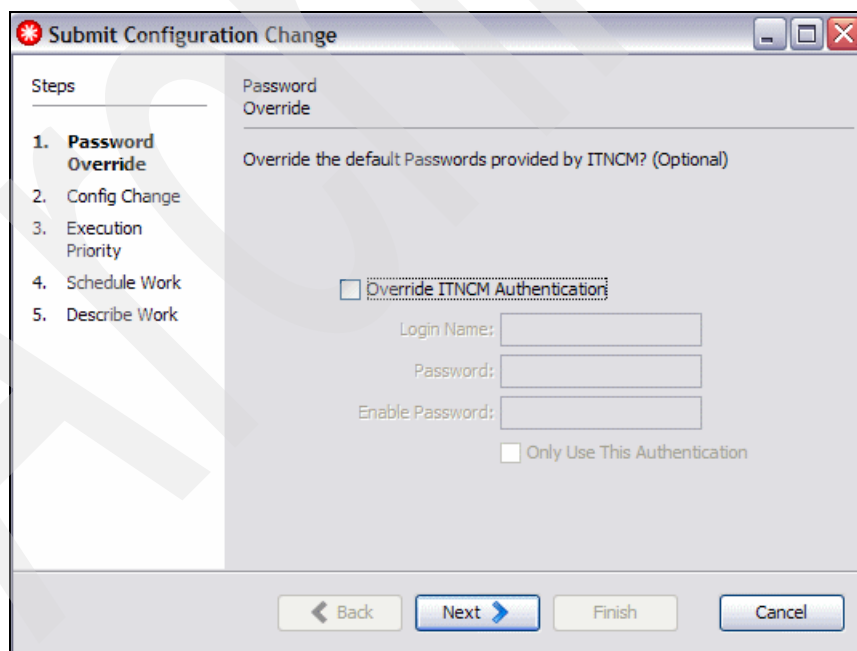 Submit Configuration Change
Steps
1. Password
Override
2. Config Change
3. Execution
Priority
4. Schedule Work
5. Describe Work
Password
Override
Override the default Passwords provided by ITNCM? (Optional)
Override ITNCM Authentication
Login Name:
Password:
Enable Password:
Only Use This Authentication
Back
Next
Finish
Cancel